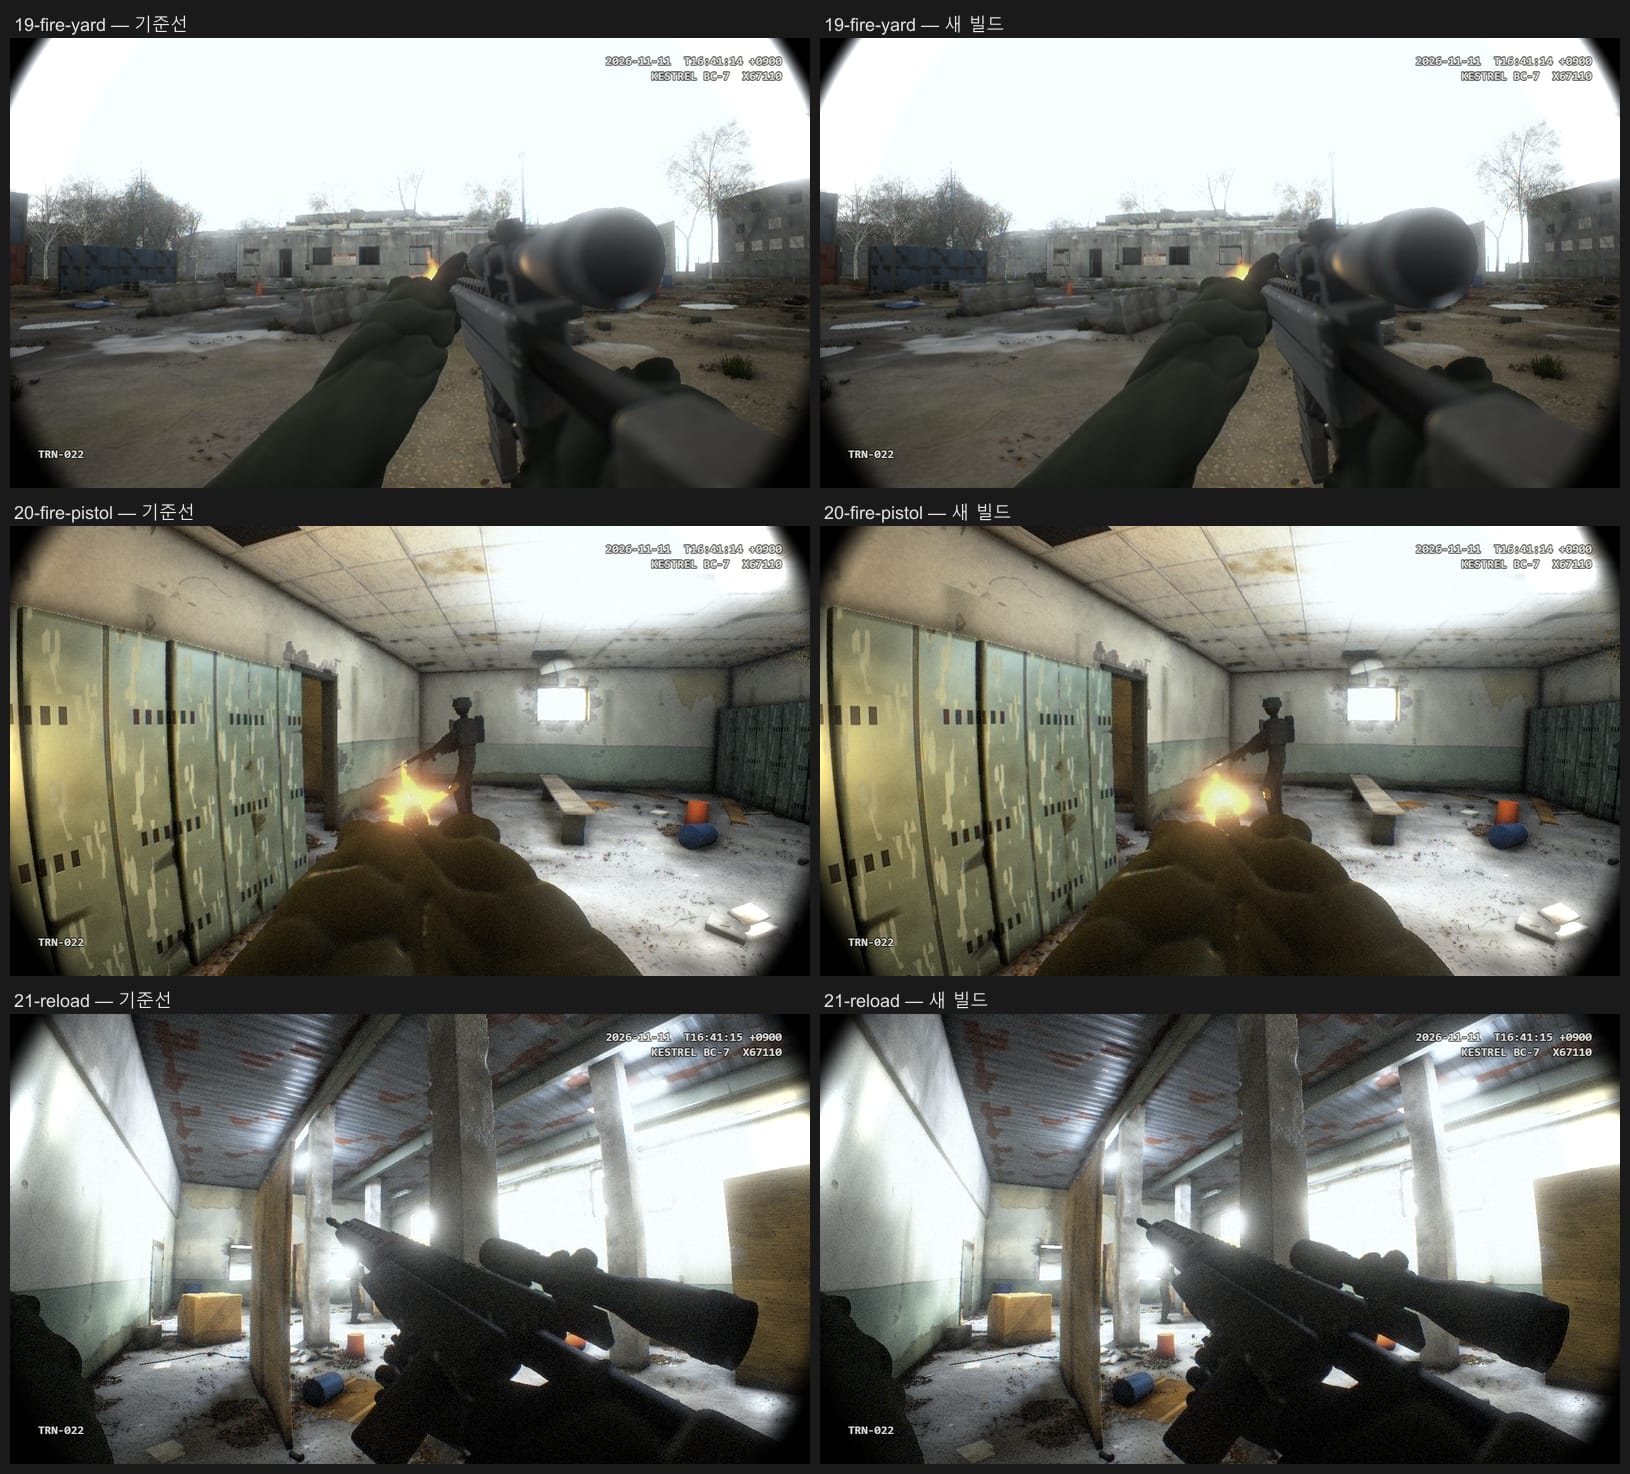 19-fire-yard — 기준선
19-fire-yard — 새 빌드
2026-11-11 T16:41:14 +0900
KESTREL BC-7 X67110
TRN-022
2026-11-11 T16:41:14 +0900
KESTREL BC-7 X67110
TRN-022
20-fire-pistol — 기준선
20-fire-pistol — 새 빌드
2026-11-11 T16:41:14 +0900
KESTREL BC-7 X67110
TRN-022
2026-11-11 T16:41:14 +0900
KESTREL BC-7 X67110
TRN-022
21-reload — 기준선
21-reload — 새 빌드
2026-11-11 T16:41:15 +0900
KESTREL BC-7 X67110
TRN-022
2026-11-11 T16:41:15 +0900
KESTREL BC-7 X67110
TRN-022